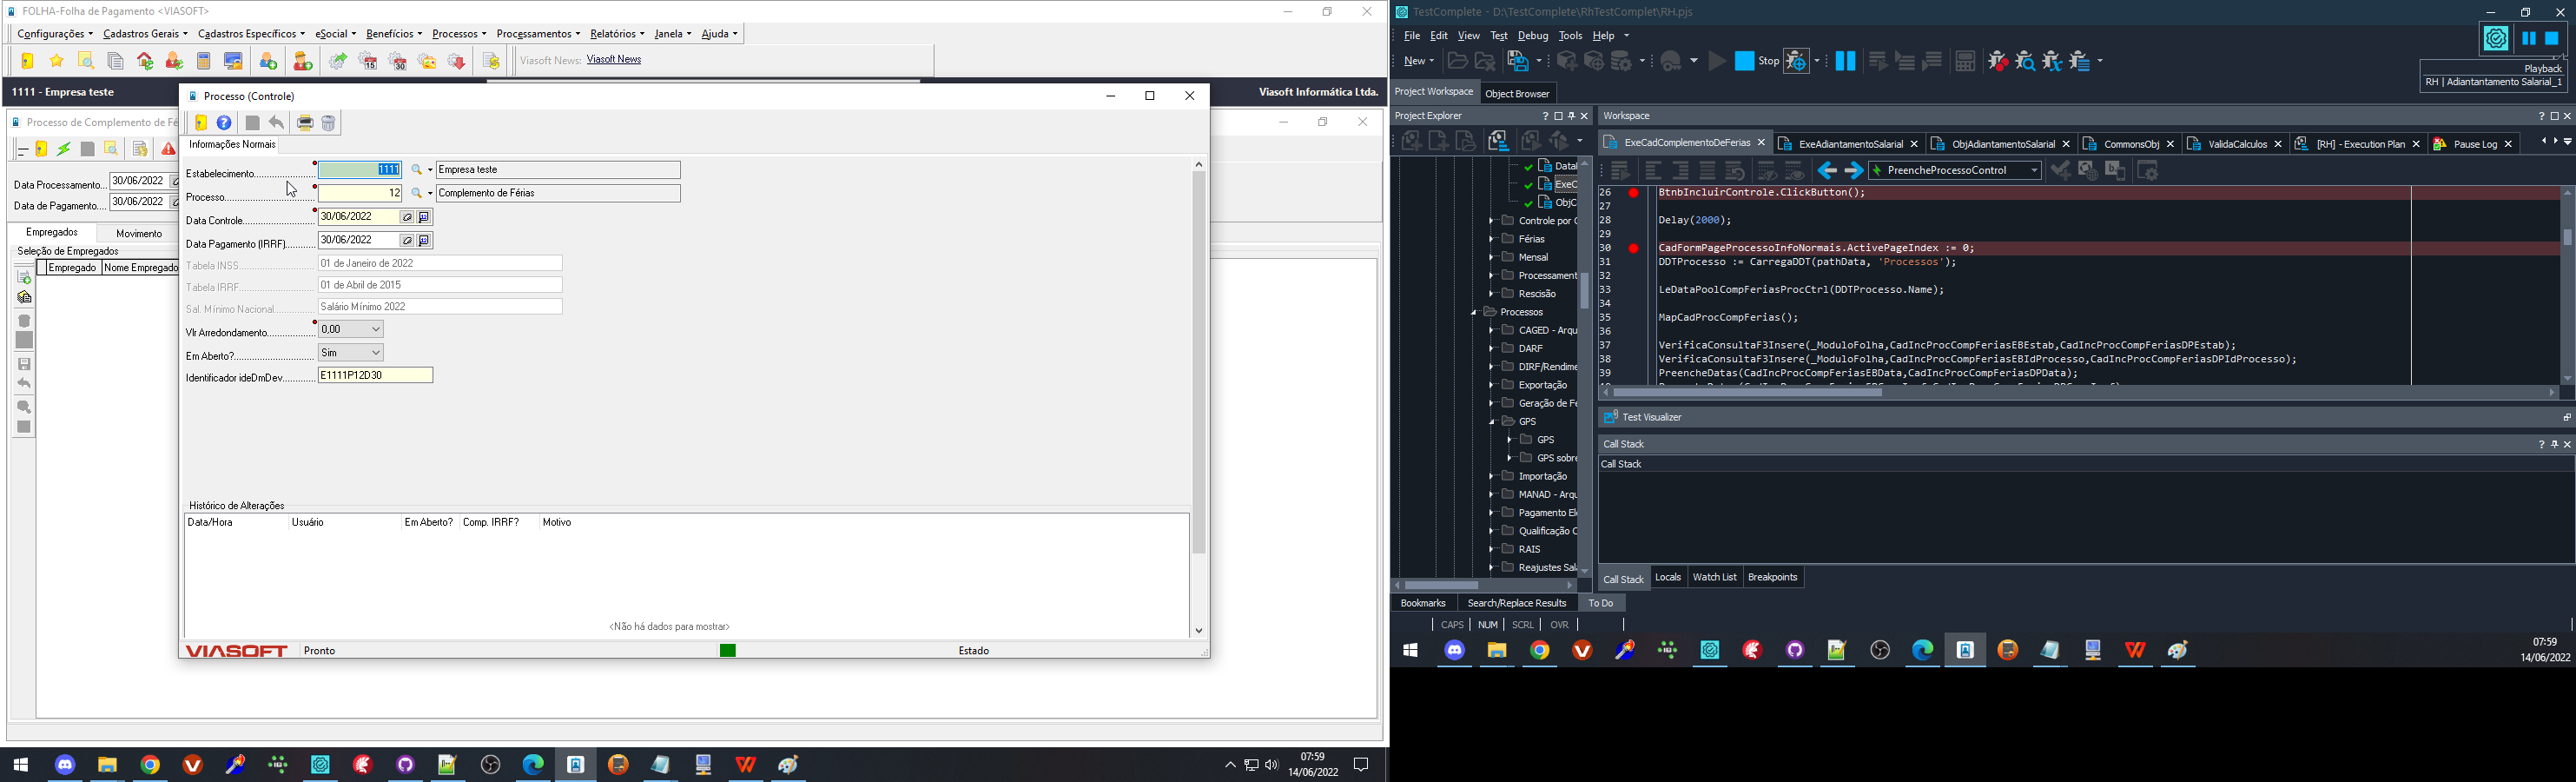 FOLHA-Folha de Pagamento <VIASOFT>
Configurações Cadastros Gerais Cadastros Específicos eSocial Benefícios Processos Processamentos Relatórios Janela Ajuda
Viasoft News: Viasoft News
1111 - Empresa teste
Viasoft Informática Ltda.
Processo de Complemento de Fé
Data Processamento... 30/06/2022
Data de Pagamento.... 30/06/2022
Empregados Movimento
Seleção de Empregados
Empregado Nome Empregado
Processo (Controle)
Informações Normais
Estabelecimento 1111 Empresa teste
Processo 12 Complemento de Férias
Data Controle 30/06/2022
Data Pagamento (IRRF) 30/06/2022
Tabela INSS 01 de Janeiro de 2022
Tabela IRRF 01 de Abril de 2015
Sal. Mínimo Nacional Salário Mínimo 2022
Vlr Arredondamento 0,00
Em Aberto? Sim
Identificador ideDmDev E1111P12D30
Histórico de Alterações
Data/Hora Usuário Em Aberto? Comp. IRRF? Motivo
<Não há dados para mostrar>
VIASOFT Pronto Estado
07:59
14/06/2022
TestComplete - D:\TestComplete\RhTestComplet\RH.pjs
File Edit View Test Debug Tools Help
New Stop
Playback
RH | Adiantantamento Salarial_1
Project Workspace Object Browser
Project Explorer
Workspace
ExeCadComplementoDeFerias ExeAdiantamentoSalarial ObjAdiantamentoSalarial CommonsObj ValidaCalculos [RH] - Execution Plan Pause Log
PreencheProcessoControl
Datal
ExeC
ObjC
Controle por C
Férias
Mensal
Processament
Rescisão
Processos
CAGED - Arqu
DARF
DIRF/Rendime
Exportação
Geração de Fe
GPS
GPS
GPS sobre
Importação
MANAD - Arqu
Pagamento Ele
Qualificação C
RAIS
Reajustes Sala
26 BtnbIncluirControle.ClickButton();
27
28 Delay(2000);
29
30 CadFormPageProcessoInfoNormais.ActivePageIndex := 0;
31 DDTProcesso := CarregaDDT(pathData, 'Processos');
32
33 LeDataPoolCompFeriasProcCtrl(DDTProcesso.Name);
34
35 MapCadProcCompFerias();
36
37 VerificaConsultaF3Insere(_ModuloFolha,CadIncProcCompFeriasEBEstab,CadIncProcCompFeriasDPEstab);
38 VerificaConsultaF3Insere(_ModuloFolha,CadIncProcCompFeriasEBIdProcesso,CadIncProcCompFeriasDPIdProcesso);
39 PreencheDatas(CadIncProcCompFeriasEBData,CadIncProcCompFeriasDPData);
Test Visualizer
Call Stack
Call Stack
Call Stack Locals Watch List Breakpoints
Bookmarks Search/Replace Results To Do
CAPS NUM SCRL OVR
07:59
14/06/2022